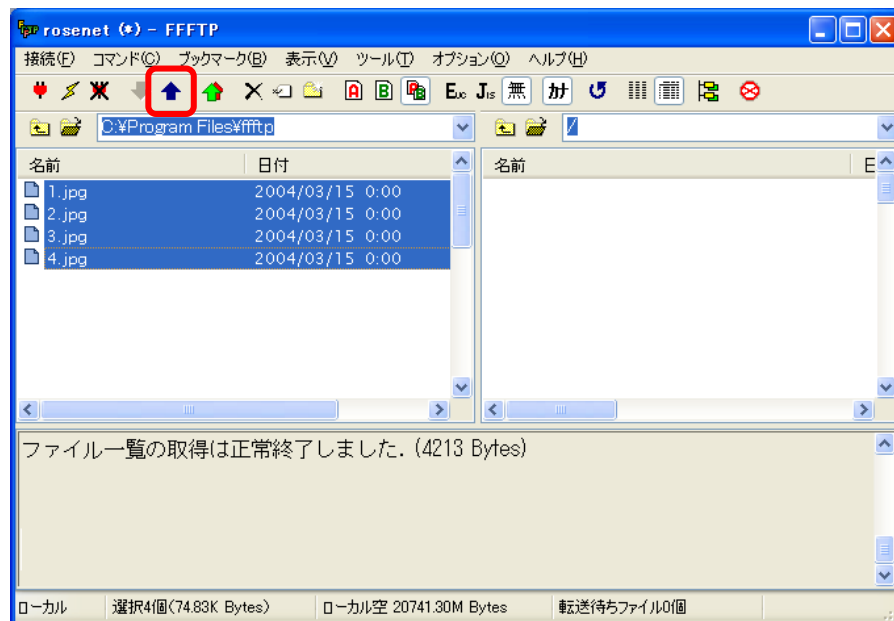 rosenet (*) - FFFTP
接続(F) コマンド(C) ブックマーク(B) 表示(V) ツール(T) オプション(O) ヘルプ(H)
A B Euc Jis 無 カナ
C:¥Program Files¥ffftp /
名前 日付 名前
1.jpg 2004/03/15 0:00
2.jpg 2004/03/15 0:00
3.jpg 2004/03/15 0:00
4.jpg 2004/03/15 0:00
ファイル一覧の取得は正常終了しました. (4213 Bytes)
ローカル 選択4個(74.83K Bytes) ローカル空 20741.30M Bytes 転送待ちファイル0個